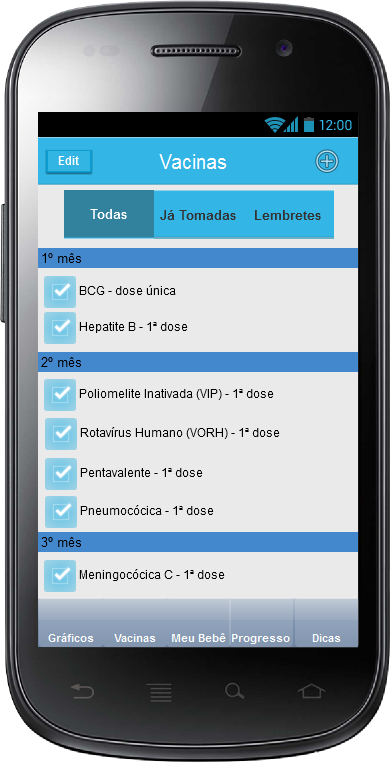 12:00
Edit
Vacinas
Todas
Já Tomadas
Lembretes
1º mês
BCG - dose única
Hepatite B - 1ª dose
2º mês
Poliomelite Inativada (VIP) - 1ª dose
Rotavírus Humano (VORH) - 1ª dose
Pentavalente - 1ª dose
Pneumocócica - 1ª dose
3º mês
Meningocócica C - 1ª dose
Gráficos
Vacinas
Meu Bebê
Progresso
Dicas